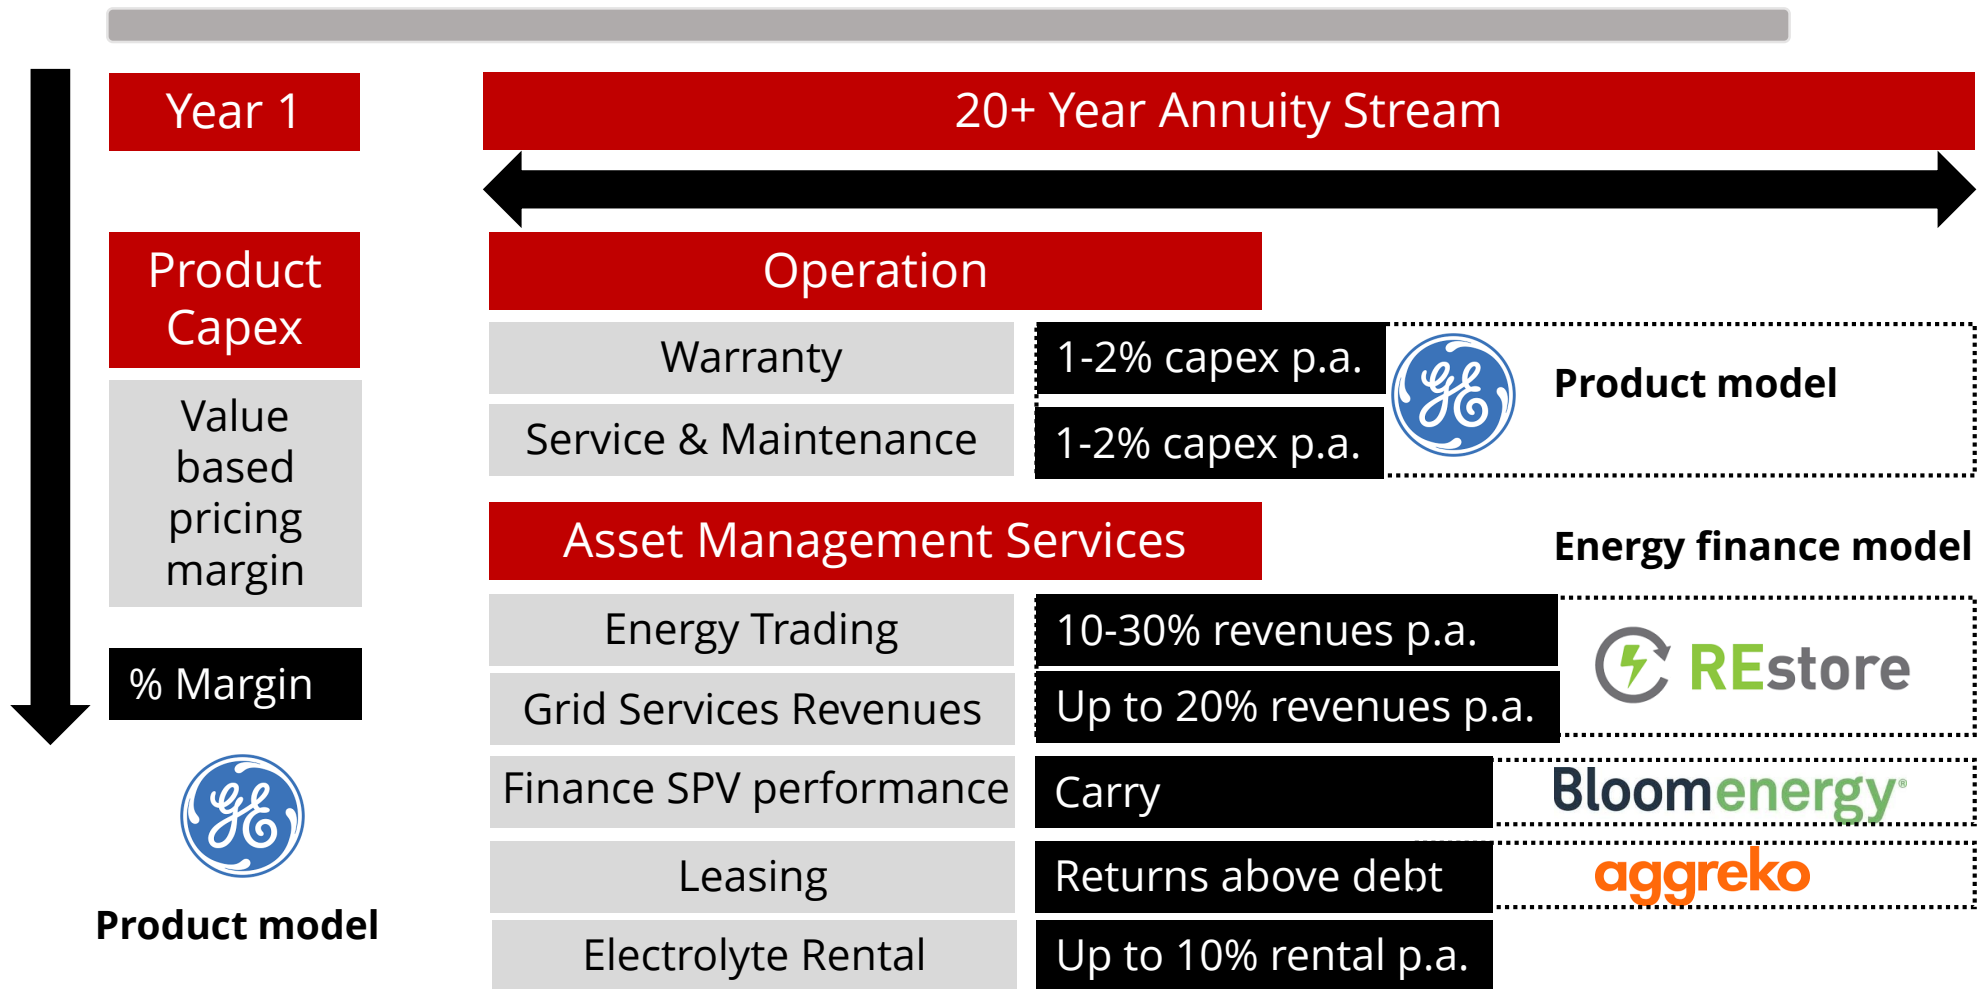 Year 1
20+ Year Annuity Stream
Product
Capex
Value
based
pricing
margin
% Margin
GE
Product model
Operation
Warranty
1-2% capex p.a.
Service & Maintenance
1-2% capex p.a.
GE
Product model
Asset Management Services
Energy finance model
Energy Trading
10-30% revenues p.a.
Grid Services Revenues
Up to 20% revenues p.a.
REstore
Finance SPV performance
Carry
Bloomenergy®
Leasing
Returns above debt
aggreko
Electrolyte Rental
Up to 10% rental p.a.